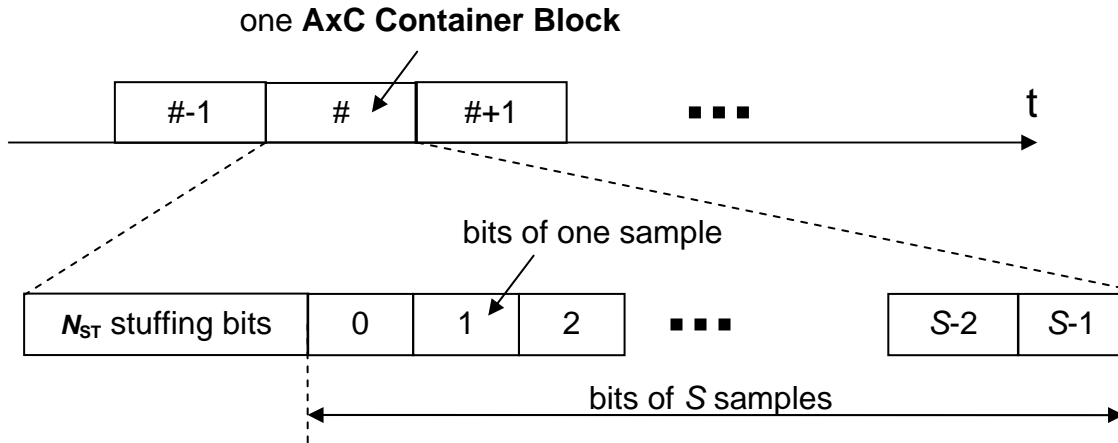 one AxC Container Block
#-1 # #+1 ... t
bits of one sample
N_ST stuffing bits 0 1 2 ... S-2 S-1
bits of S samples